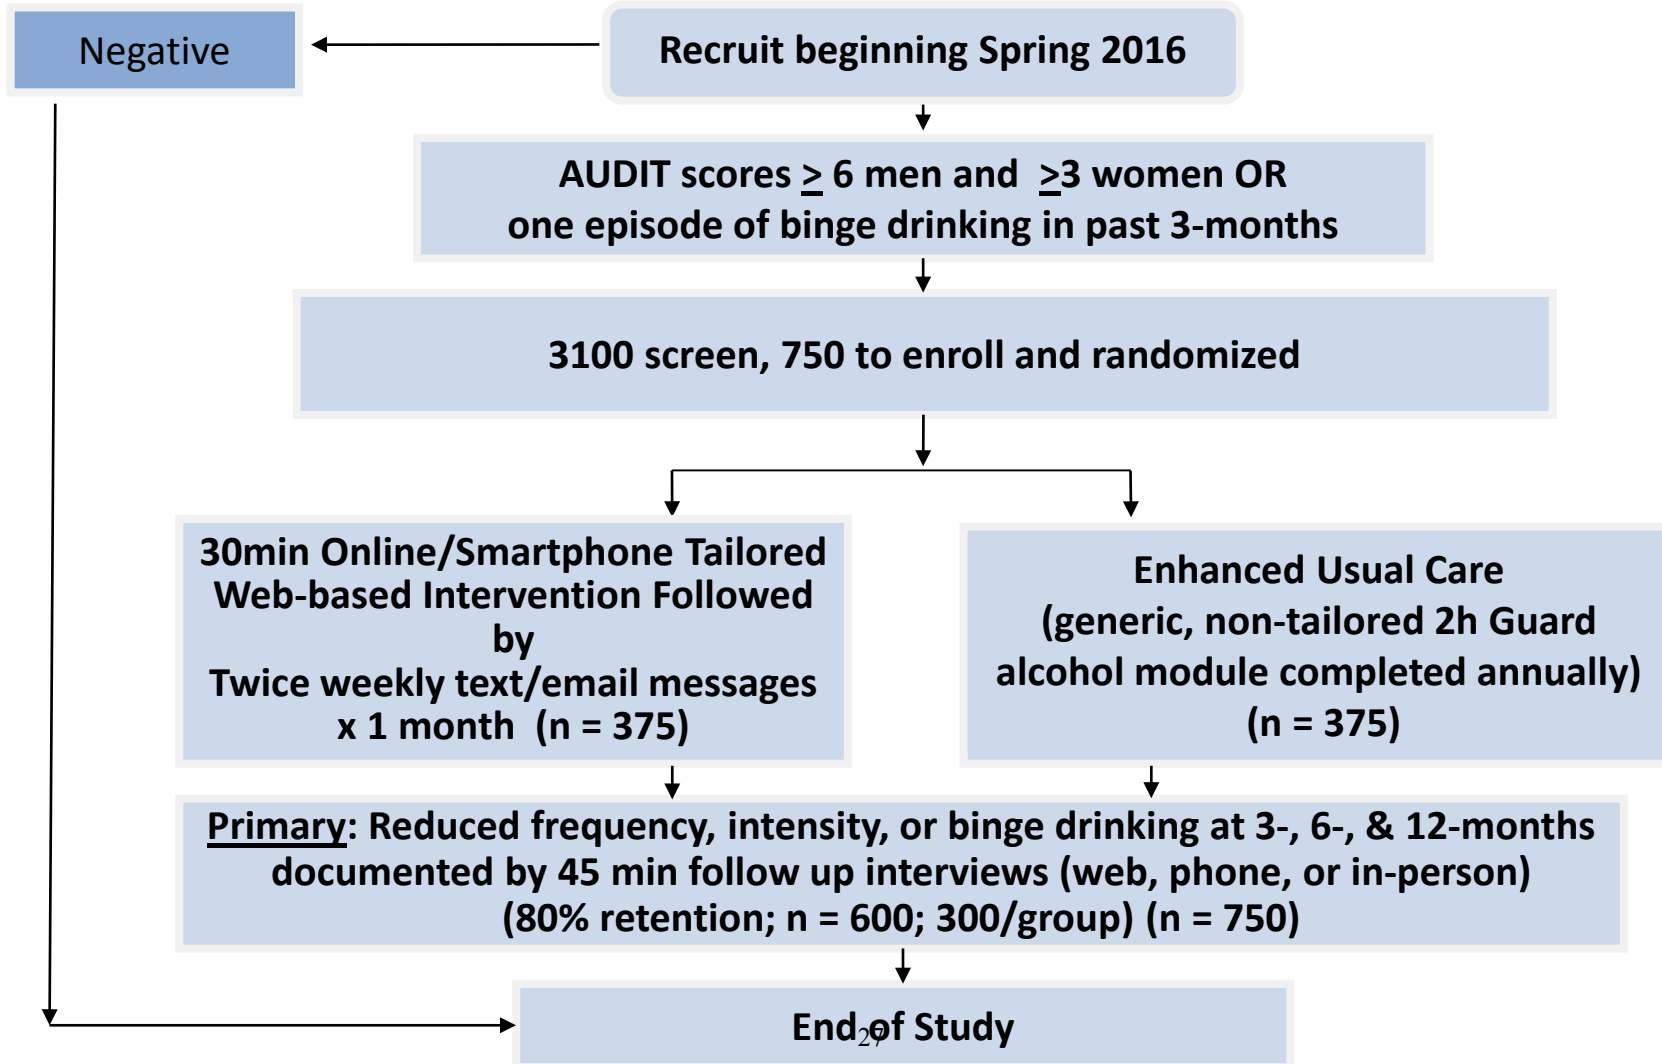 Negative
Recruit beginning Spring 2016
AUDIT scores ≥ 6 men and ≥3 women OR
one episode of binge drinking in past 3-months
3100 screen, 750 to enroll and randomized
30min Online/Smartphone Tailored
Web-based Intervention Followed
by
Twice weekly text/email messages
x 1 month (n = 375)
Enhanced Usual Care
(generic, non-tailored 2h Guard
alcohol module completed annually)
(n = 375)
Primary: Reduced frequency, intensity, or binge drinking at 3-, 6-, & 12-months
documented by 45 min follow up interviews (web, phone, or in-person)
(80% retention; n = 600; 300/group) (n = 750)
End of Study
27